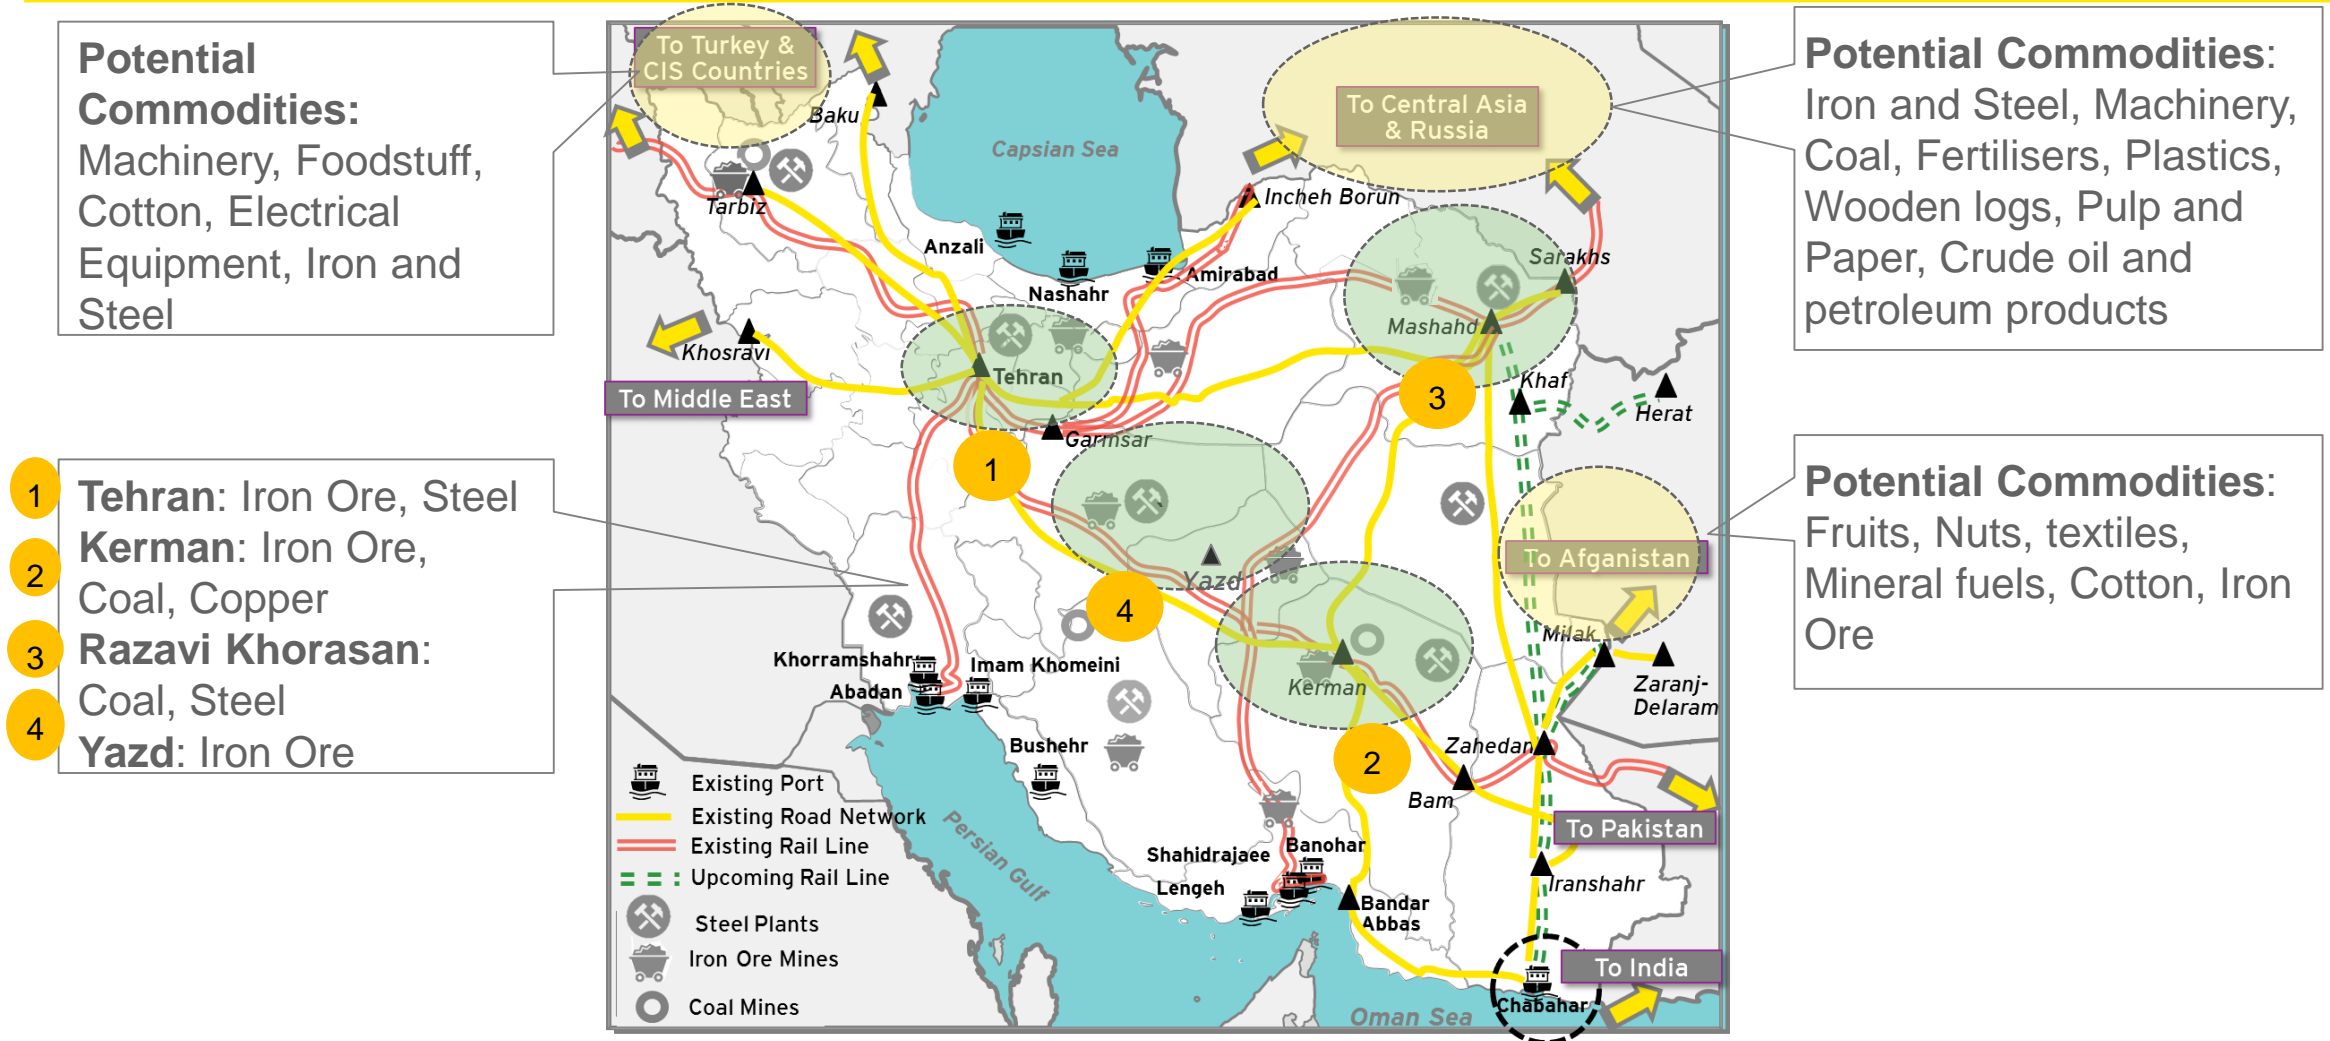 Potential
Commodities:
Machinery, Foodstuff,
Cotton, Electrical
Equipment, Iron and
Steel
1
2
3
4
Tehran: Iron Ore, Steel
Kerman: Iron Ore,
Coal, Copper
Razavi Khorasan:
Coal, Steel
Yazd: Iron Ore
To Turkey &
CIS Countries
Baku
Capsian Sea
To Central Asia
& Russia
Tarbiz
Incheh Borun
Anzali
Nashahr
Amirabad
Sarakhs
Mashahd
Khosravi
To Middle East
Tehran
Garmsar
3
Khaf
Herat
1
Yazd
4
To Afganistan
Milak
Zaranj-
Delaram
Khorramshahr
Abadan
Imam Khomeini
Kerman
2
Bushehr
Zahedan
Bam
To Pakistan
Persian Gulf
Shahidrajaee
Banohar
Lengeh
Bandar
Abbas
Iranshahr
To India
Chabahar
Oman Sea
Existing Port
Existing Road Network
Existing Rail Line
Upcoming Rail Line
Steel Plants
Iron Ore Mines
Coal Mines
Potential Commodities:
Iron and Steel, Machinery,
Coal, Fertilisers, Plastics,
Wooden logs, Pulp and
Paper, Crude oil and
petroleum products
Potential Commodities:
Fruits, Nuts, textiles,
Mineral fuels, Cotton, Iron
Ore